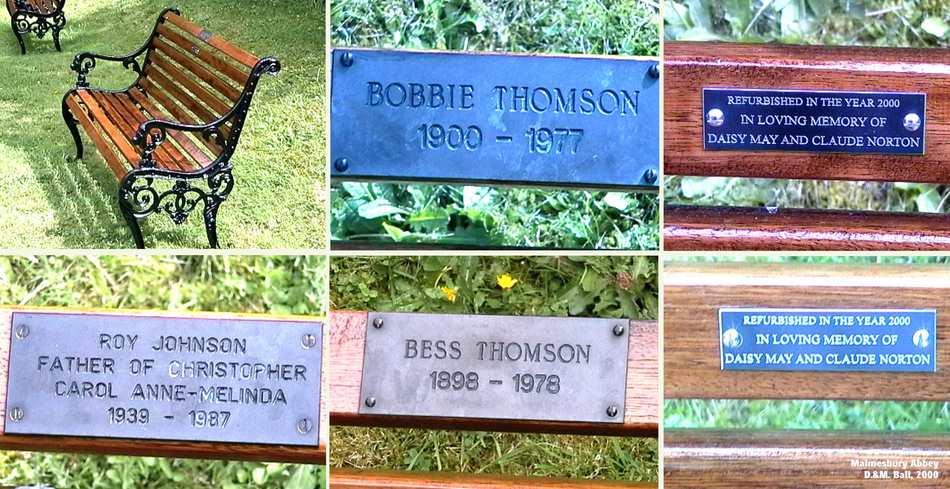 BOBBIE THOMSON
1900 - 1977
REFURBISHED IN THE YEAR 2000
IN LOVING MEMORY OF
DAISY MAY AND CLAUDE NORTON
ROY JOHNSON
FATHER OF CHRISTOPHER
CAROL ANNE-MELINDA
1939 - 1987
BESS THOMSON
1898 - 1978
REFURBISHED IN THE YEAR 2000
IN LOVING MEMORY OF
DAISY MAY AND CLAUDE NORTON
Malmesbury Abbey
D.&M. Ball, 2000